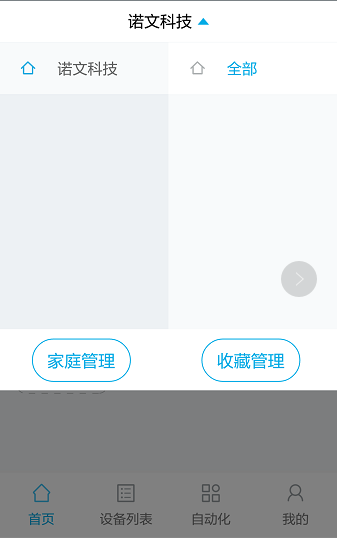 诺文科技
诺文科技 全部
家庭管理 收藏管理
首页 设备列表 自动化 我的